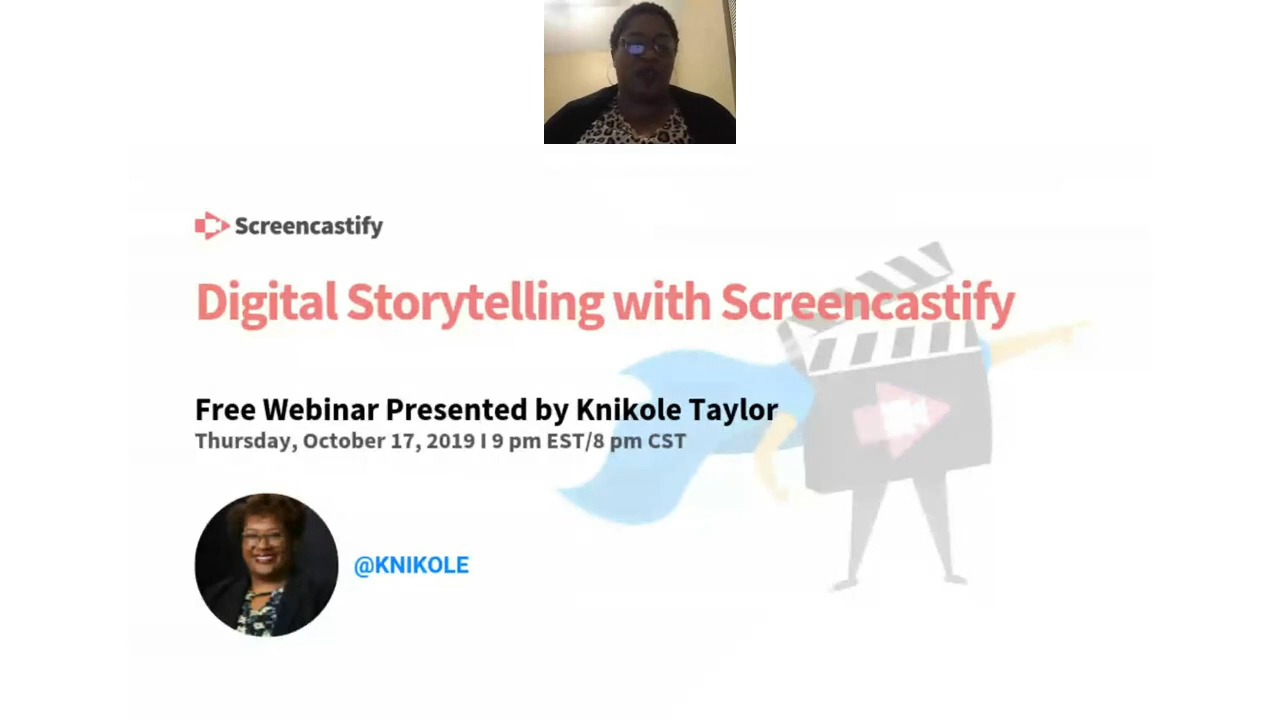 Screencastify
Digital Storytelling with Screencastify
Free Webinar Presented by Knikole Taylor
Thursday, October 17, 2019 I 9 pm EST/8 pm CST
@KNIKOLE